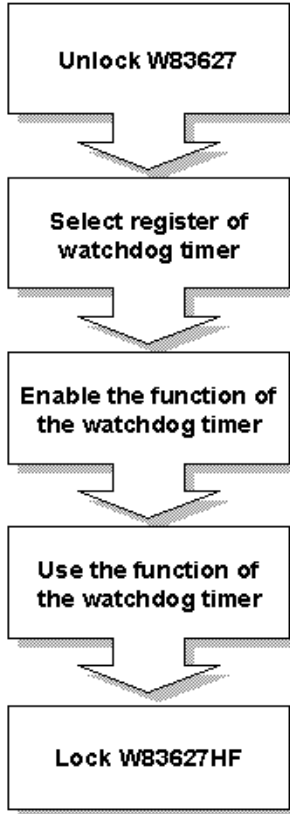 Unlock W83627
Select register of
watchdog timer
Enable the function of
the watchdog timer
Use the function of
the watchdog timer
Lock W83627HF